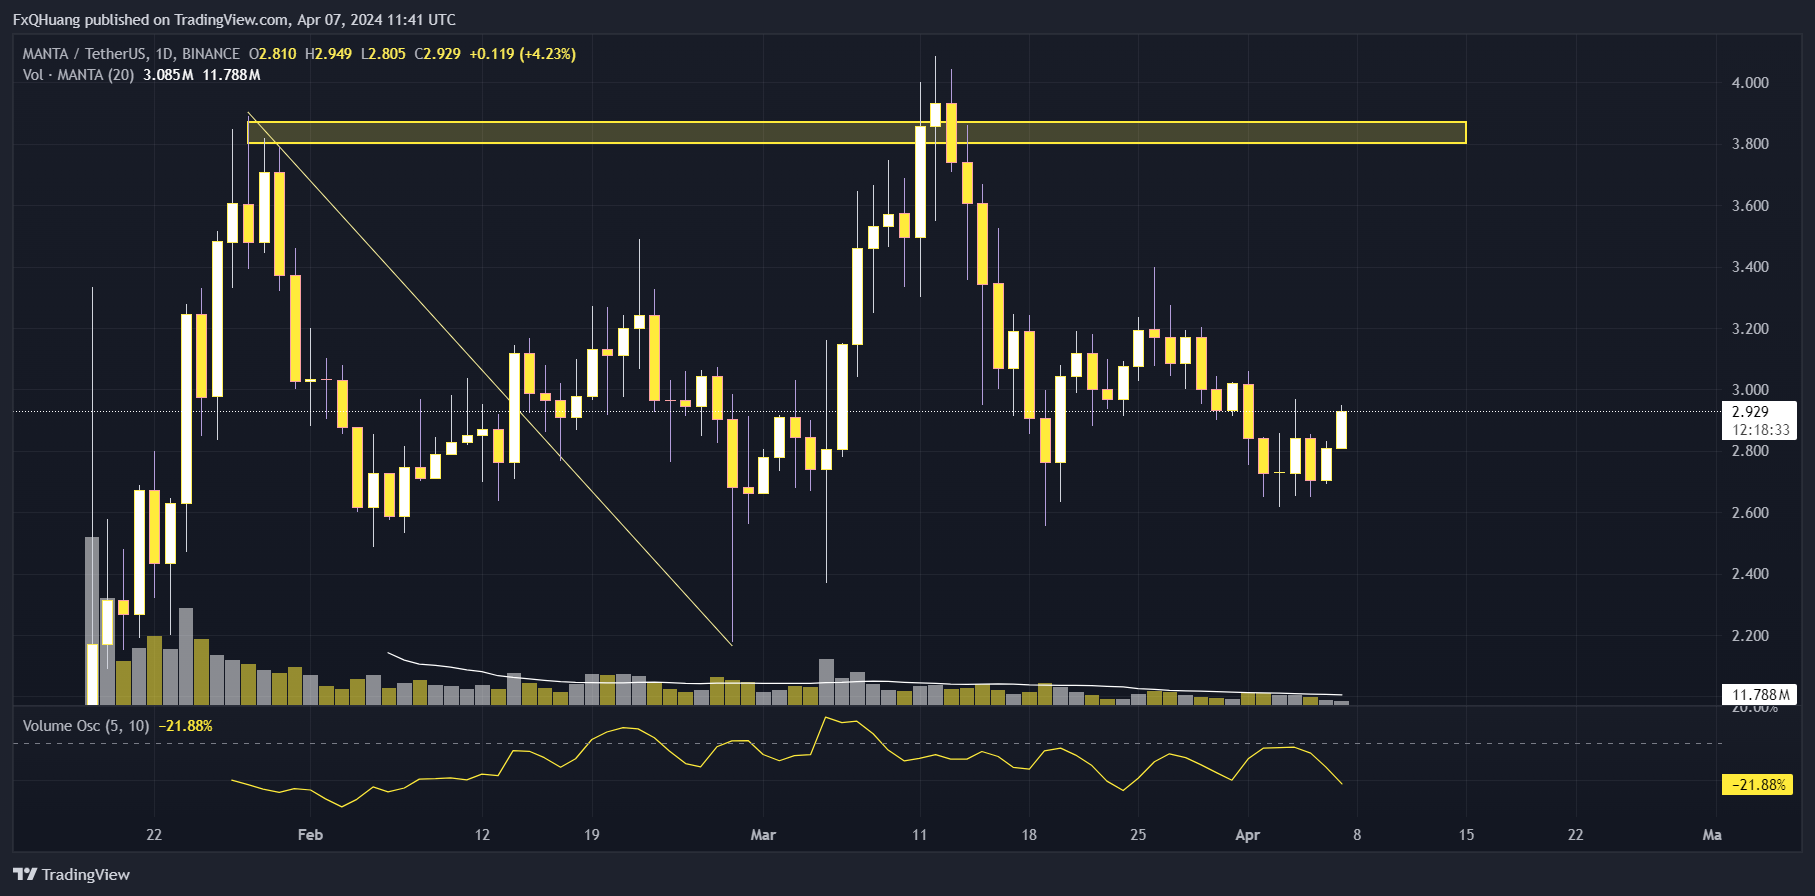 FxQHuang published on TradingView.com, Apr 07, 2024 11:41 UTC
MANTA / TetherUS, 1D, BINANCE O2.810 H2.949 L2.805 C2.929 +0.119 (+4.23%)
Vol · MANTA (20) 3.085M 11.788M
4.000
3.800
3.600
3.400
3.200
3.000
2.929
12:18:33
2.800
2.600
2.400
2.200
11.788M
20.00%
Volume Osc (5, 10) −21.88%
−21.88%
22 Feb 12 19 Mar 11 18 25 Apr 8 15 22 Ma
TradingView